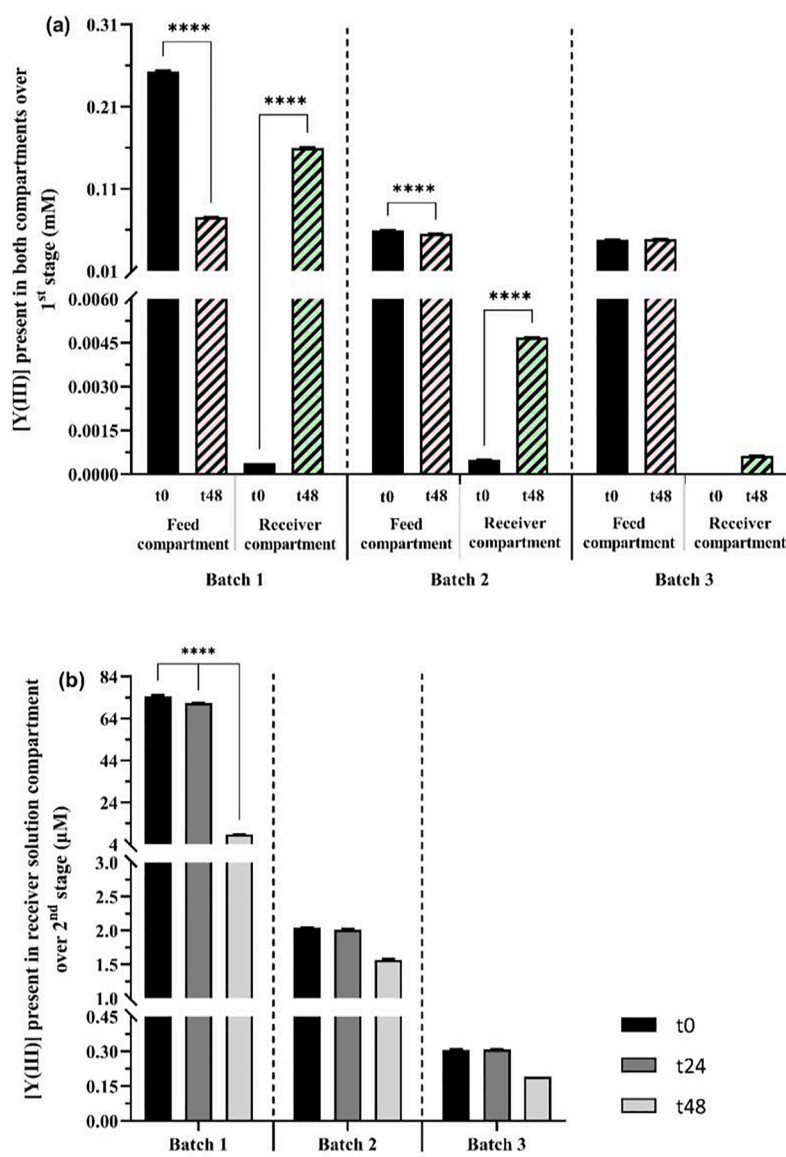 (a)
[Y(III)] present in both compartments over
1st stage (mM)
0.31
0.21
0.11
0.01
0.0060
0.0045
0.0030
0.0015
0.0000
****
****
****
****
t0 t48 t0 t48 t0 t48 t0 t48 t0 t48 t0 t48
Feed Receiver Feed Receiver Feed Receiver
compartment compartment compartment compartment compartment compartment
Batch 1 Batch 2 Batch 3
(b)
[Y(III)] present in receiver solution compartment
over 2nd stage (µM)
****
84
64
44
24
4
3.0
2.5
2.0
1.5
1.0
0.45
0.30
0.15
0.00
Batch 1 Batch 2 Batch 3
t0
t24
t48